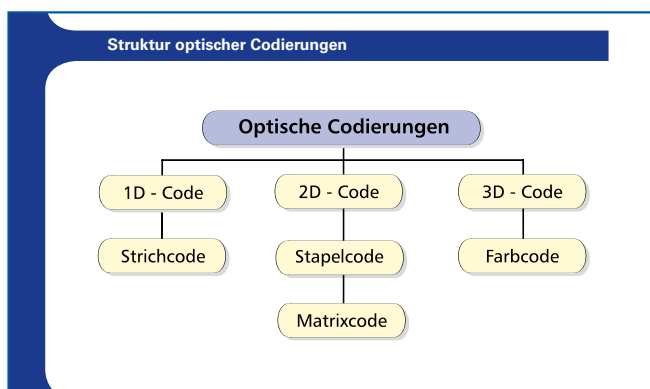 Struktur optischer Codierungen
Optische Codierungen
1D - Code
2D - Code
3D - Code
Strichcode
Stapelcode
Farbcode
Matrixcode